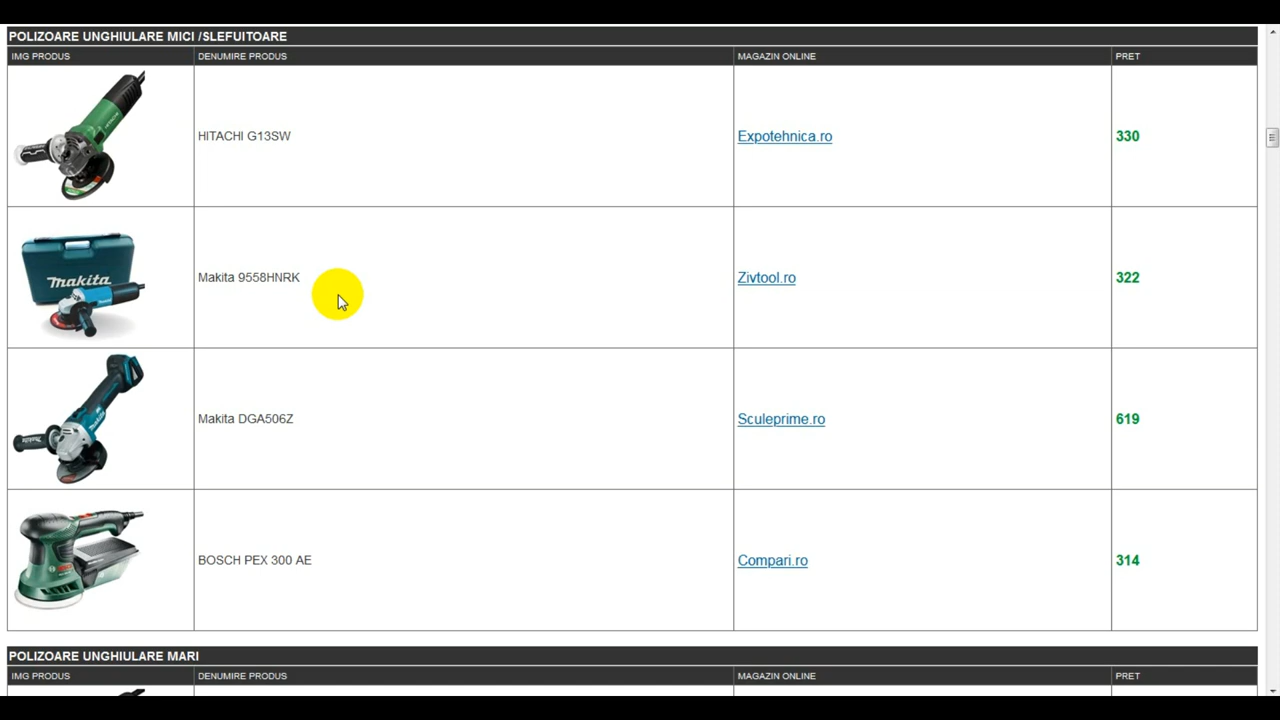 POLIZOARE UNGHIULARE MICI /SLEFUITOARE
IMG PRODUS DENUMIRE PRODUS MAGAZIN ONLINE PRET
HITACHI G13SW Expotehnica.ro 330
makita
Makita 9558HNRK Zivtool.ro 322
Makita DGA506Z Sculeprime.ro 619
BOSCH PEX 300 AE Compari.ro 314
POLIZOARE UNGHIULARE MARI
IMG PRODUS DENUMIRE PRODUS MAGAZIN ONLINE PRET